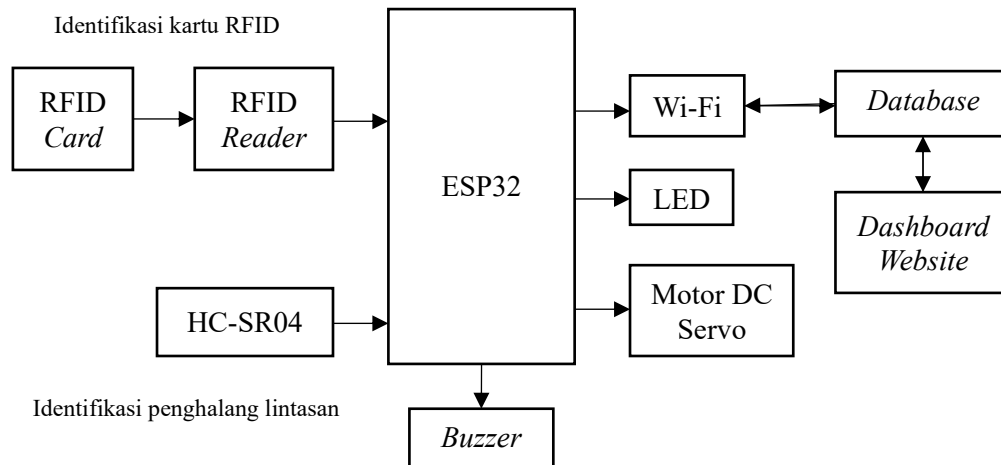 Identifikasi kartu RFID
RFID
Card
RFID
Reader
ESP32
Wi-Fi
Database
LED
Dashboard
Website
HC-SR04
Motor DC
Servo
Identifikasi penghalang lintasan
Buzzer